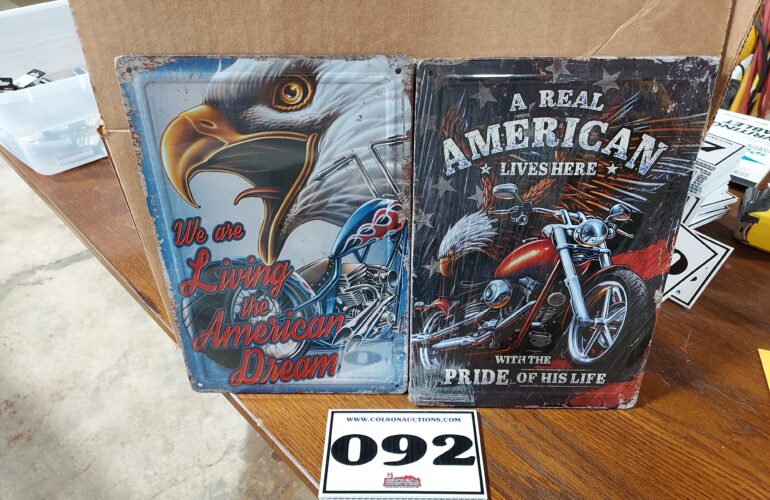 We are
Living
the
American
Dream
A REAL
AMERICAN
LIVES HERE
WITH THE
PRIDE OF HIS LIFE
WWW.COLSONAUCTIONS.COM
092